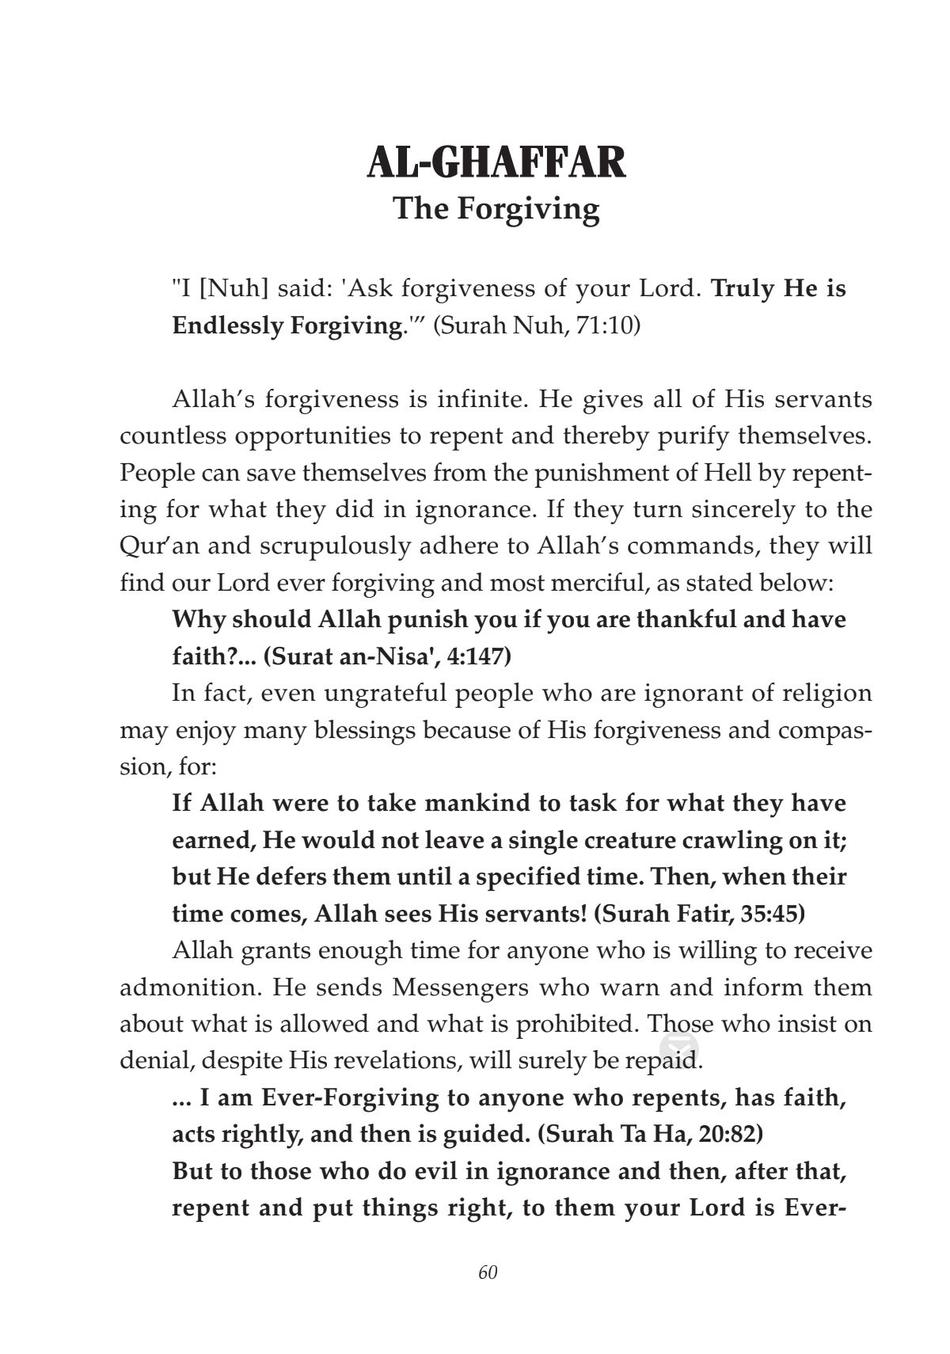 AL-GHAFFAR
The Forgiving
"I [Nuh] said: 'Ask forgiveness of your Lord. Truly He is
Endlessly Forgiving.'” (Surah Nuh, 71:10)
Allah’s forgiveness is infinite. He gives all of His servants
countless opportunities to repent and thereby purify themselves.
People can save themselves from the punishment of Hell by repent-
ing for what they did in ignorance. If they turn sincerely to the
Qur’an and scrupulously adhere to Allah’s commands, they will
find our Lord ever forgiving and most merciful, as stated below:
Why should Allah punish you if you are thankful and have
faith?... (Surat an-Nisa', 4:147)
In fact, even ungrateful people who are ignorant of religion
may enjoy many blessings because of His forgiveness and compas-
sion, for:
If Allah were to take mankind to task for what they have
earned, He would not leave a single creature crawling on it;
but He defers them until a specified time. Then, when their
time comes, Allah sees His servants! (Surah Fatir, 35:45)
Allah grants enough time for anyone who is willing to receive
admonition. He sends Messengers who warn and inform them
about what is allowed and what is prohibited. Those who insist on
denial, despite His revelations, will surely be repaid.
... I am Ever-Forgiving to anyone who repents, has faith,
acts rightly, and then is guided. (Surah Ta Ha, 20:82)
But to those who do evil in ignorance and then, after that,
repent and put things right, to them your Lord is Ever-
60